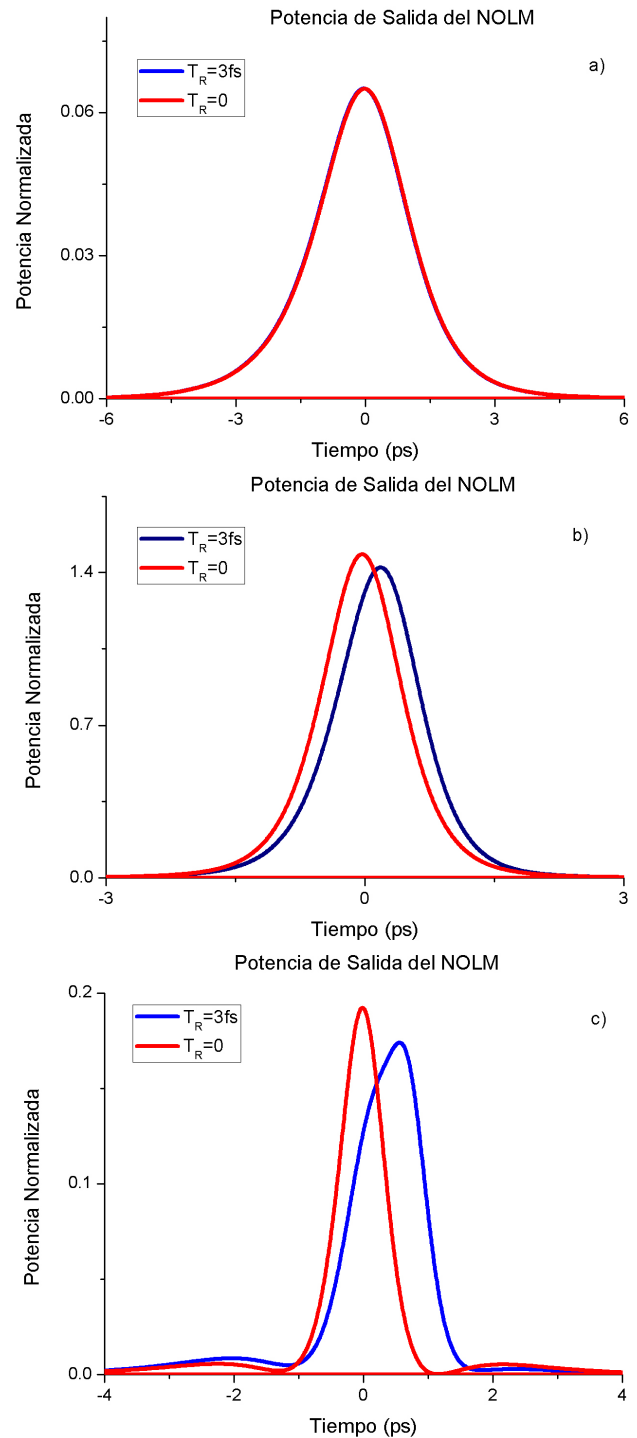 Potencia de Salida del NOLM
a)
T_R=3fs
T_R=0
Potencia Normalizada
0.06
0.03
0.00
-6 -3 0 3 6
Tiempo (ps)
Potencia de Salida del NOLM
b)
T_R=3fs
T_R=0
Potencia Normalizada
1.4
0.7
0.0
-3 0 3
Tiempo (ps)
Potencia de Salida del NOLM
c)
T_R=3fs
T_R=0
Potencia Normalizada
0.2
0.1
0.0
-4 -2 0 2 4
Tiempo (ps)